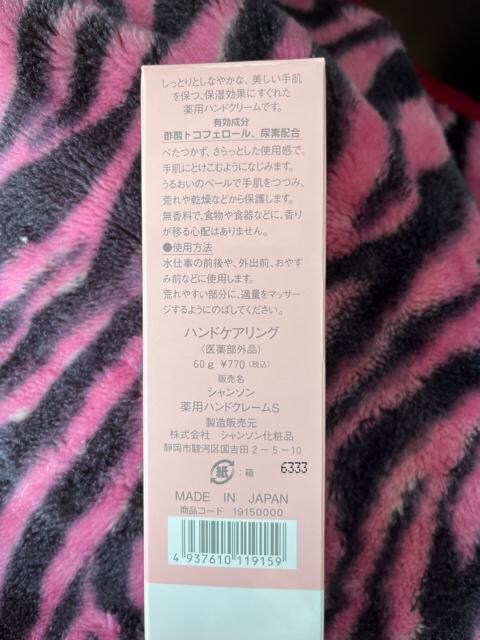 しっとりとしなやかな、美しい手肌
を保つ、保湿効果にすぐれた
薬用ハンドクリームです。
有効成分
酢酸トコフェロール、尿素配合
べたつかず、さらっとした使用感で、
手肌にとけこむようになじみます。
うるおいのベールで手肌をつつみ、
荒れや乾燥などから保護します。
無香料で、食物や食器などに、香り
が移る心配はありません。
●使用方法
水仕事の前後や、外出前、おやす
み前などに使用します。
荒れやすい部分に、適量をマッサー
ジするようにのばしてください。
ハンドケアリング
(医薬部外品)
60g ¥770(税込)
販売名
シャンソン
薬用ハンドクレームS
製造販売元
株式会社 シャンソン化粧品
静岡市駿河区国吉田2-5-10
紙 :箱 6333
MADE IN JAPAN
商品コード 19150000
4 937610 119159